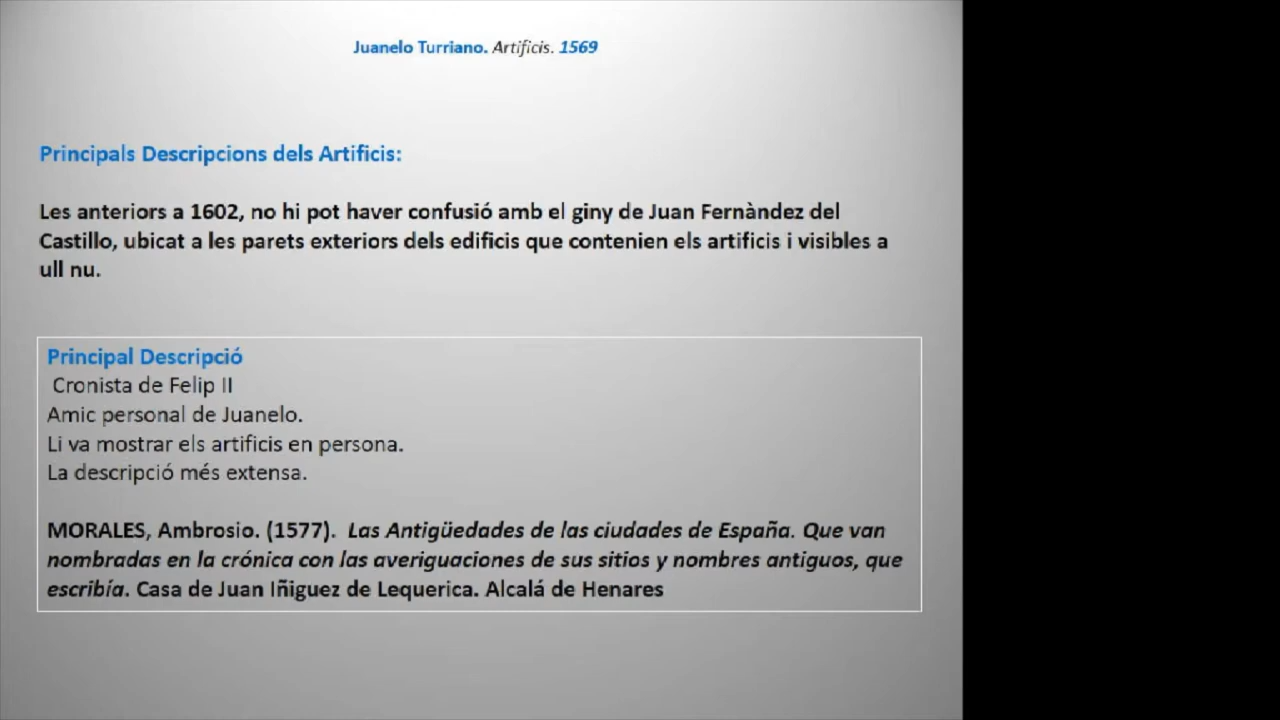 Juanelo Turriano. Artificis. 1569
Principals Descripcions dels Artificis:
Les anteriors a 1602, no hi pot haver confusió amb el giny de Juan Fernàndez del
Castillo, ubicat a les parets exteriors dels edificis que contenien els artificis i visibles a
ull nu.
Principal Descripció
Cronista de Felip II
Amic personal de Juanelo.
Li va mostrar els artificis en persona.
La descripció més extensa.
MORALES, Ambrosio. (1577). Las Antigüedades de las ciudades de España. Que van
nombradas en la crónica con las averiguaciones de sus sitios y nombres antiguos, que
escribía. Casa de Juan Iñiguez de Lequerica. Alcalá de Henares